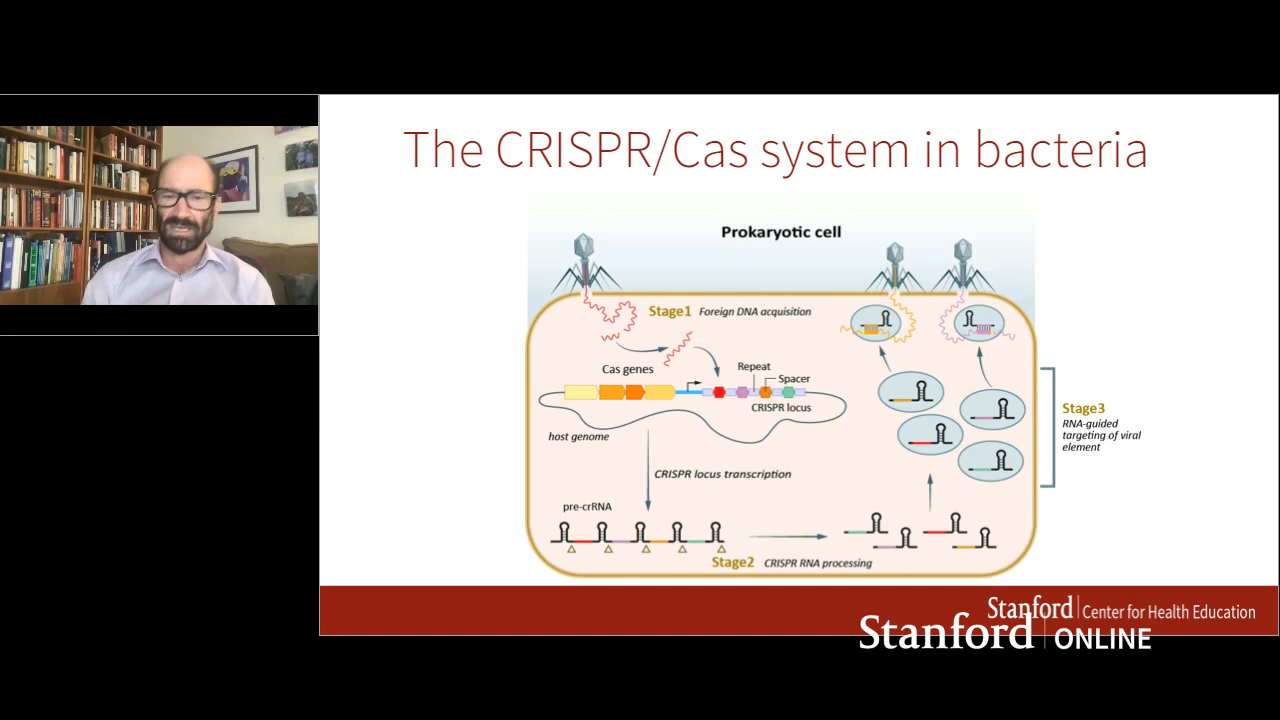 The CRISPR/Cas system in bacteria
Prokaryotic cell
Stage1 Foreign DNA acquisition
Cas genes
Repeat
Spacer
CRISPR locus
host genome
CRISPR locus transcription
pre-crRNA
Stage2 CRISPR RNA processing
Stage3
RNA-guided
targeting of viral
element
Stanford Center for Health Education
Stanford ONLINE